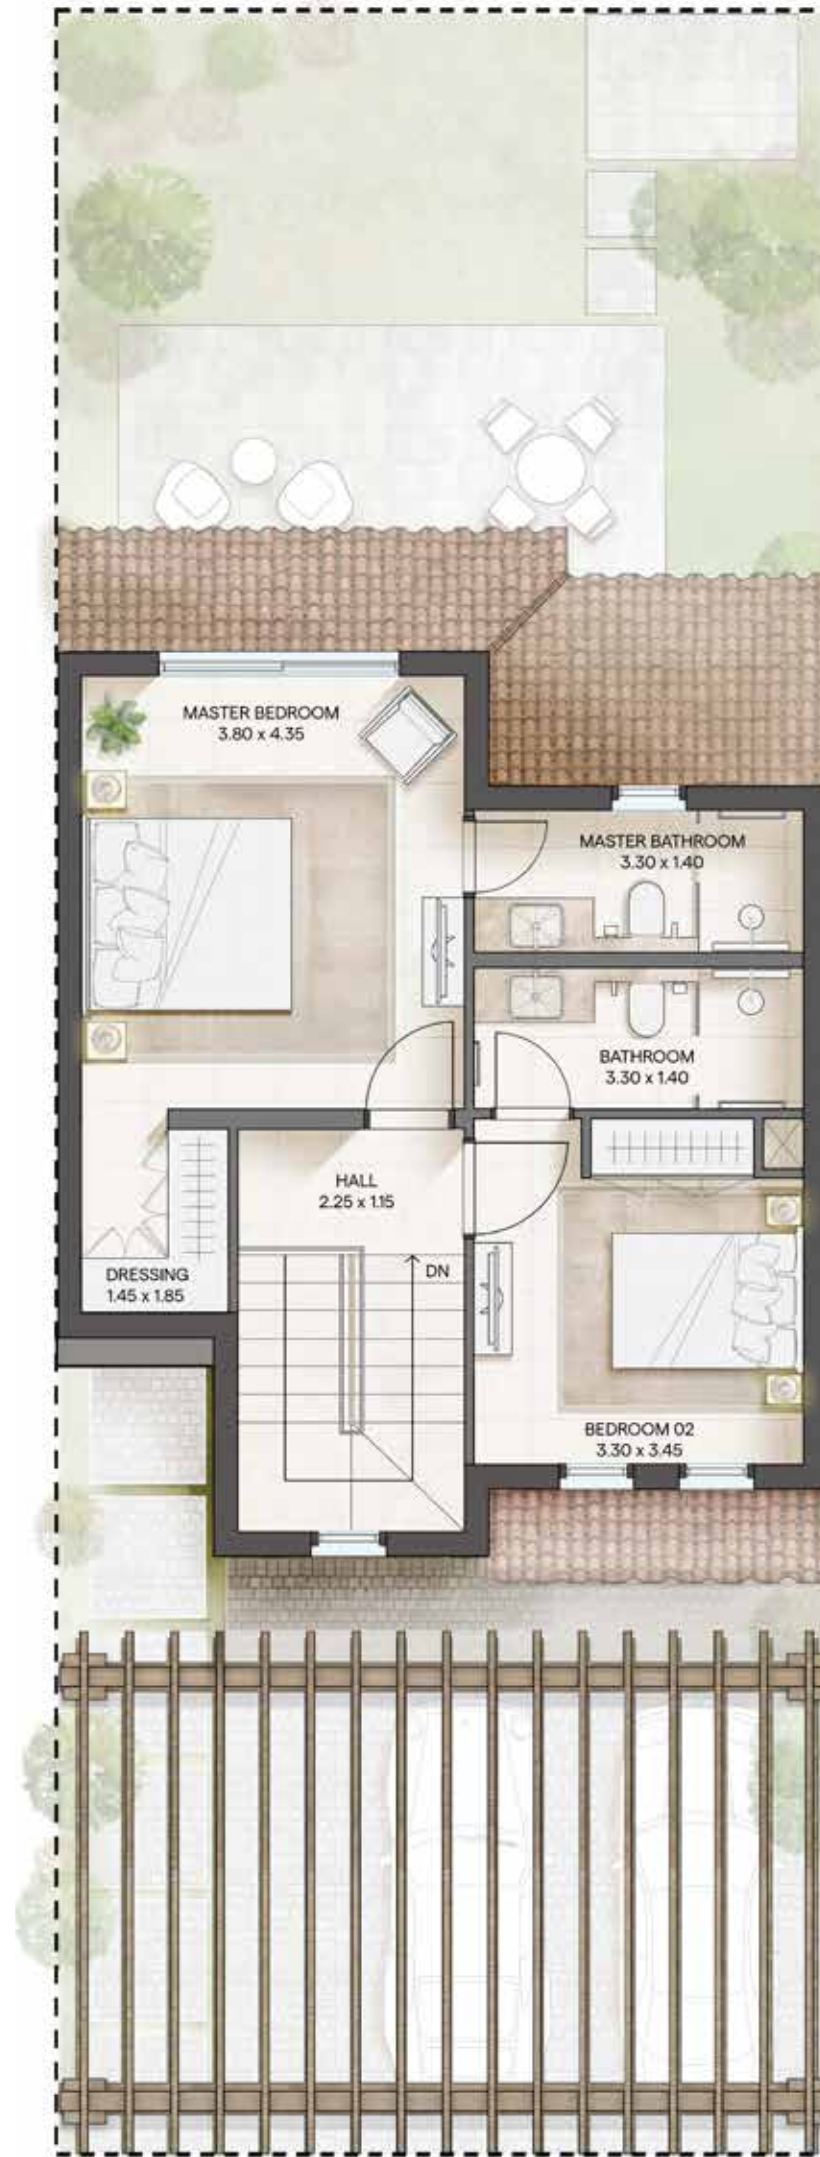 MASTER BEDROOM
3.80 x 4.35
MASTER BATHROOM
3.30 x 1.40
BATHROOM
3.30 x 1.40
HALL
2.25 x 1.15
DN
DRESSING
1.45 x 1.85
BEDROOM 02
3.30 x 3.45